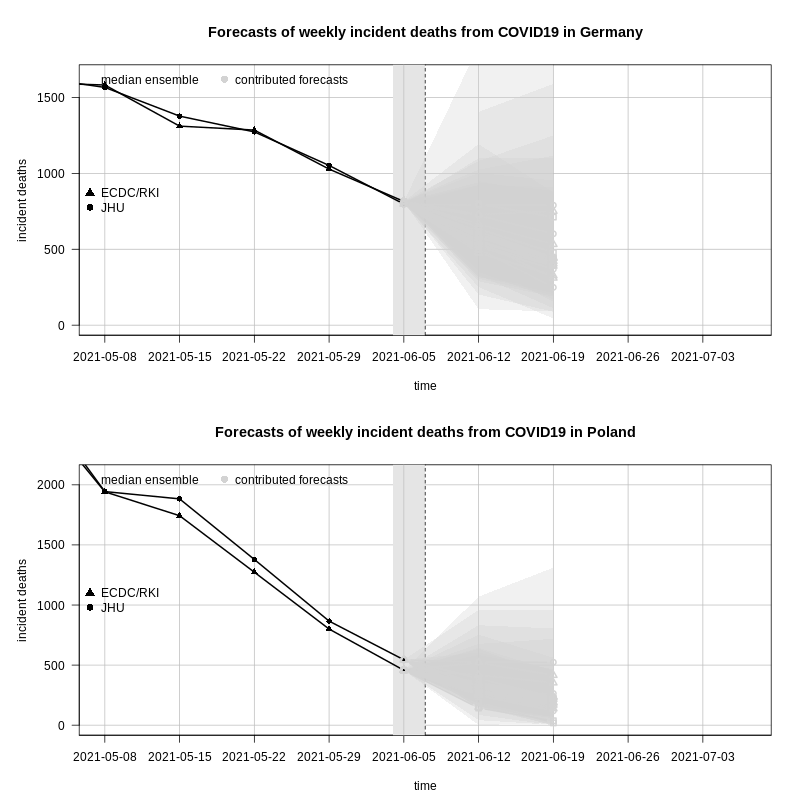 Forecasts of weekly incident deaths from COVID19 in Germany
median ensemble contributed forecasts
1500
1000
500
0
incident deaths
ECDC/RKI
JHU
2021-05-08 2021-05-15 2021-05-22 2021-05-29 2021-06-05 2021-06-12 2021-06-19 2021-06-26 2021-07-03
time
Forecasts of weekly incident deaths from COVID19 in Poland
median ensemble contributed forecasts
2000
1500
1000
500
0
incident deaths
ECDC/RKI
JHU
2021-05-08 2021-05-15 2021-05-22 2021-05-29 2021-06-05 2021-06-12 2021-06-19 2021-06-26 2021-07-03
time